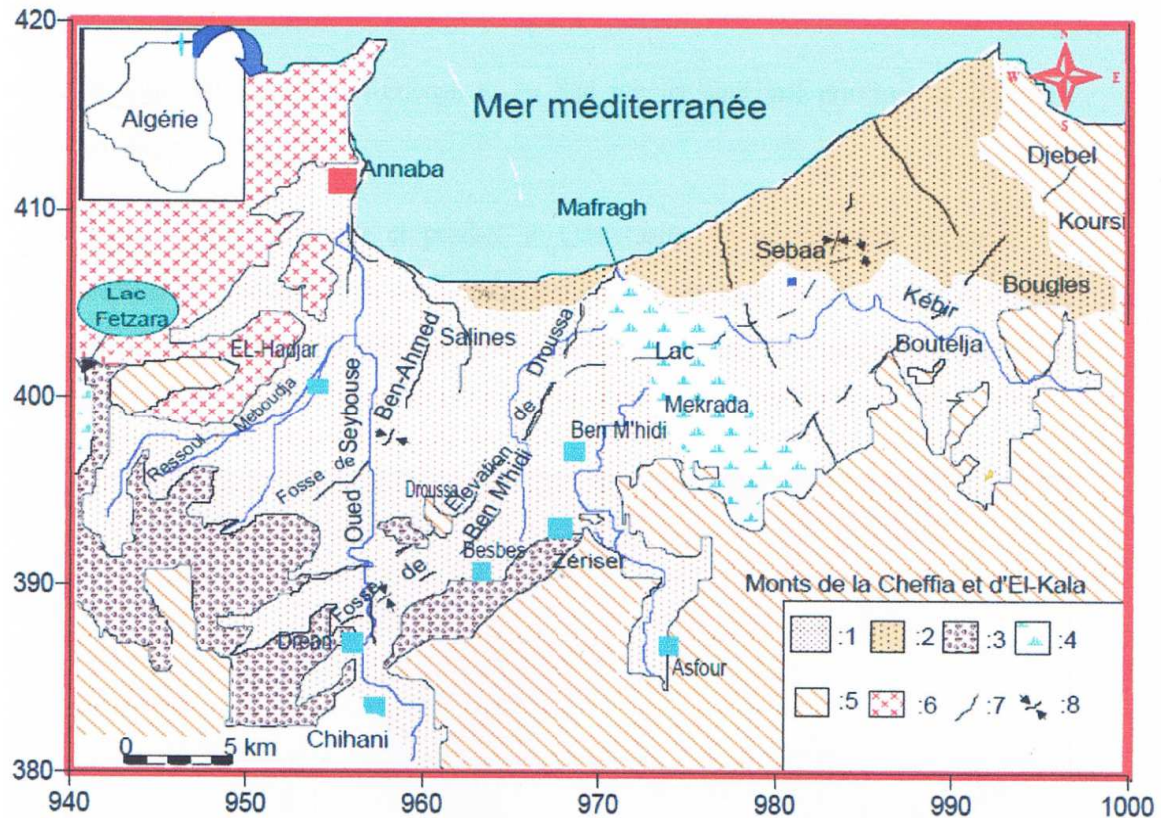 420
410
400
390
380
940
950
960
970
980
990
1000
Algérie
Mer méditerranée
N
W
E
S
Annaba
Mafragh
Djebel
Koursi
Sebaa
Bougles
Kébir
Lac
Fetzara
EL-Hadjar
Salines
Droussa
Lac
Boutelja
Mekrada
Ressoul
Meboudja
Oued Seybouse
Ben-Ahmed
Fosse de
Ben M'hidi
Droussa
Elévation de
Ben M'hidi
Besbes
Zériser
Fosse de
Dréan
Asfour
Chihani
Monts de la Cheffia et d'El-Kala
:1 :2 :3 :4
:5 :6 :7 :8
0 5 km